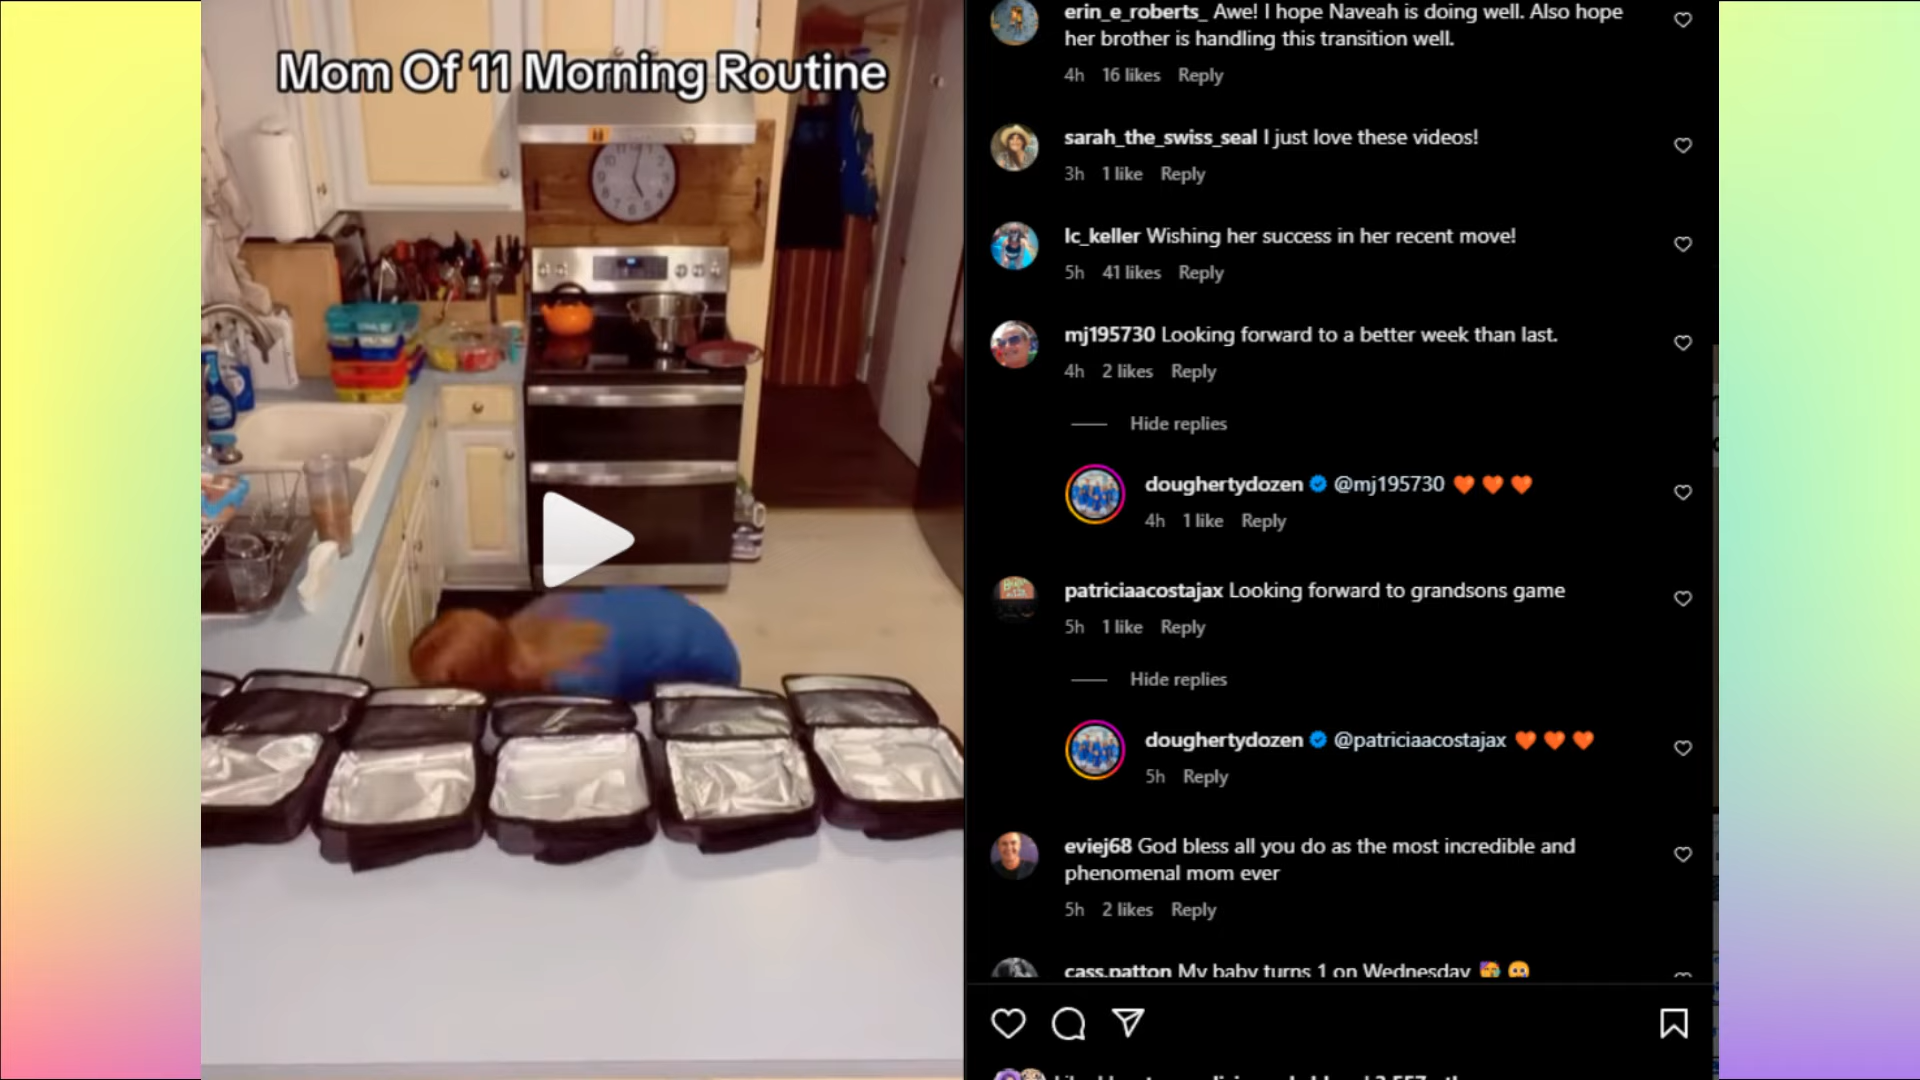 Mom Of 11 Morning Routine
erin_e_roberts_ Awe! I hope Naveah is doing well. Also hope
her brother is handling this transition well.
4h 16 likes Reply
sarah_the_swiss_seal I just love these videos!
3h 1 like Reply
lc_keller Wishing her success in her recent move!
5h 41 likes Reply
mj195730 Looking forward to a better week than last.
4h 2 likes Reply
Hide replies
doughertydozen @mj195730 🧡 🧡 🧡
4h 1 like Reply
patriciaacostajax Looking forward to grandsons game
5h 1 like Reply
Hide replies
doughertydozen @patriciaacostajax 🧡 🧡 🧡
5h Reply
eviej68 God bless all you do as the most incredible and
phenomenal mom ever
5h 2 likes Reply
cass.patton My baby turns 1 on Wednesday